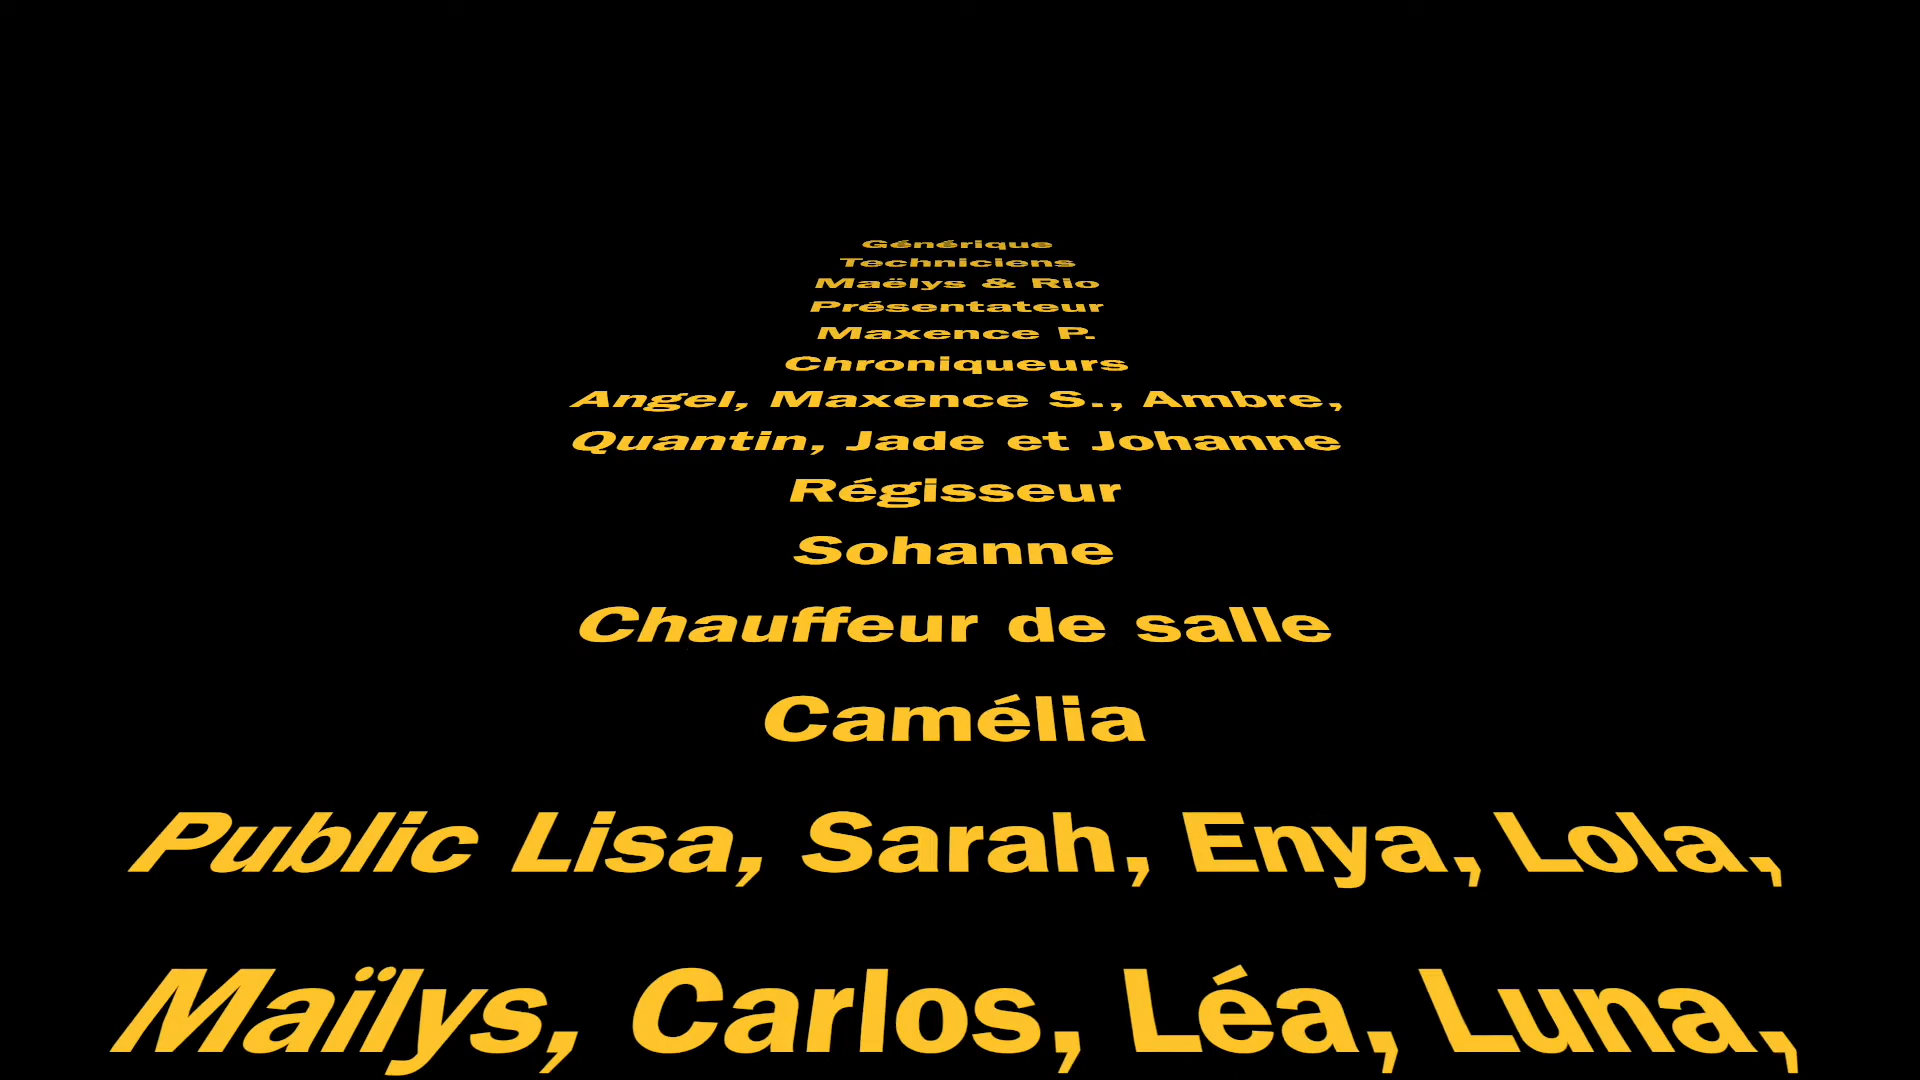 Générique
Techniciens
Maëlys & Rio
Présentateur
Maxence P.
Chroniqueurs
Angel, Maxence S., Ambre,
Quantin, Jade et Johanne
Régisseur
Sohanne
Chauffeur de salle
Camélia
Public Lisa, Sarah, Enya, Lola,
Maïlys, Carlos, Léa, Luna,